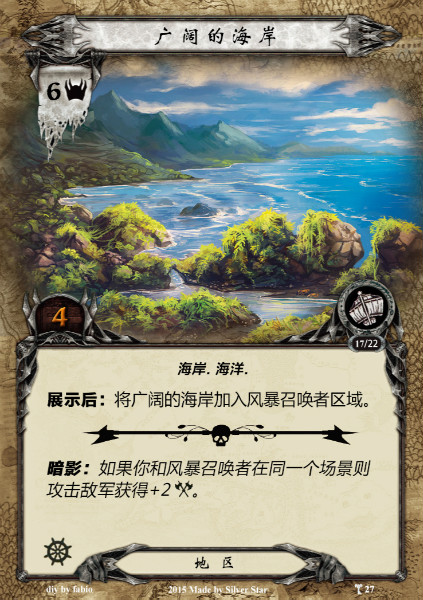 广阔的海岸
6
4
17/22
海岸. 海洋.
展示后：将广阔的海岸加入风暴召唤者区域。
暗影：如果你和风暴召唤者在同一个场景则
攻击敌军获得+2 。
地区
diy by fabio
2015 Made by Silver Star
27